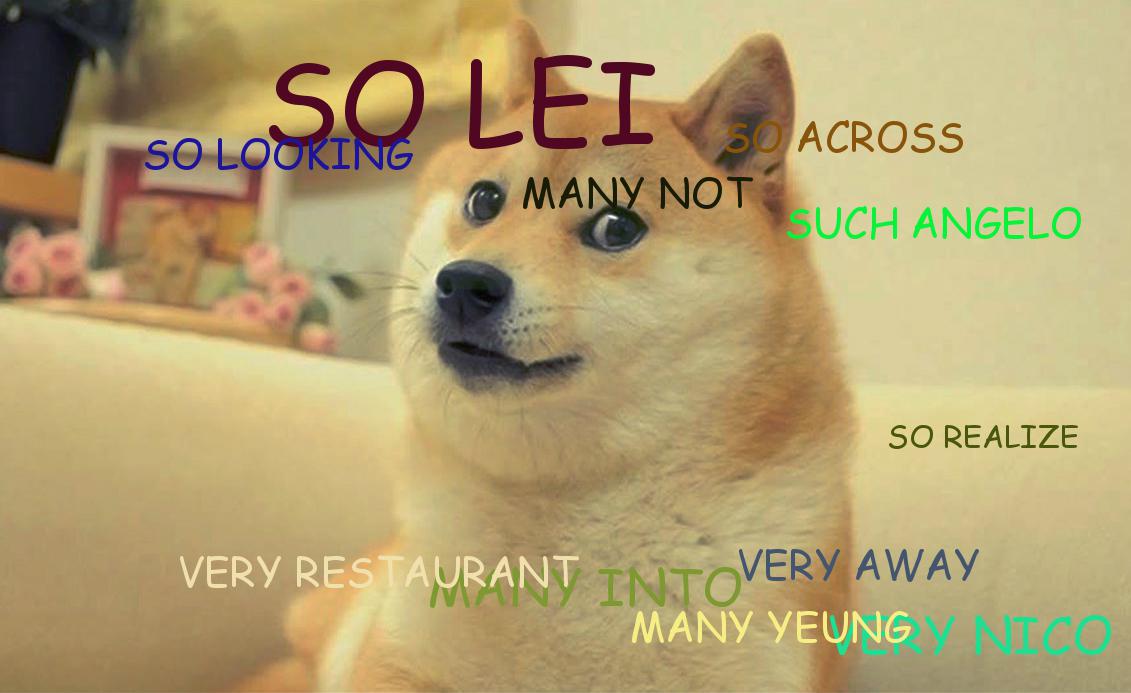 SO LEI
SO ACROSS
SO LOOKING
MANY NOT
SUCH ANGELO
SO REALIZE
VERY AWAY
VERY RESTAURANT
MANY INTO
MANY YEUNG
VERY NICO